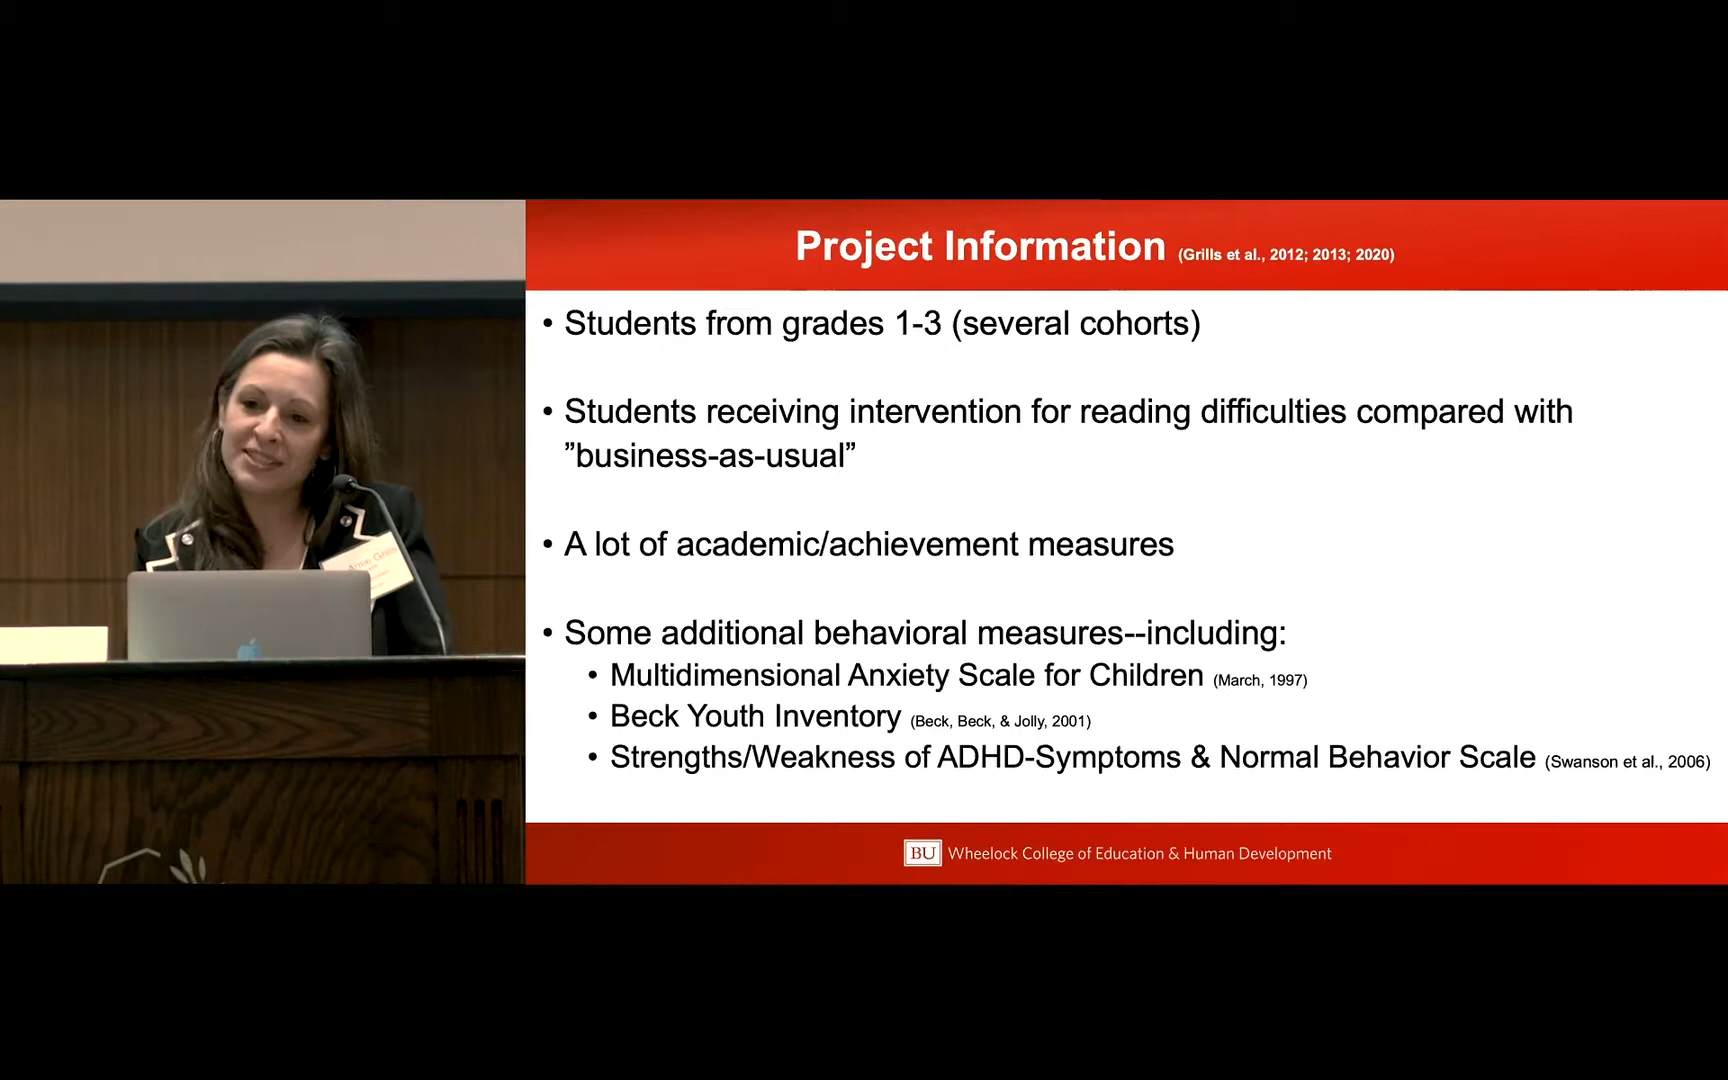 Project Information (Grills et al., 2012; 2013; 2020)
• Students from grades 1-3 (several cohorts)
• Students receiving intervention for reading difficulties compared with
”business-as-usual”
• A lot of academic/achievement measures
• Some additional behavioral measures--including:
• Multidimensional Anxiety Scale for Children (March, 1997)
• Beck Youth Inventory (Beck, Beck, & Jolly, 2001)
• Strengths/Weakness of ADHD-Symptoms & Normal Behavior Scale (Swanson et al., 2006)
BU Wheelock College of Education & Human Development